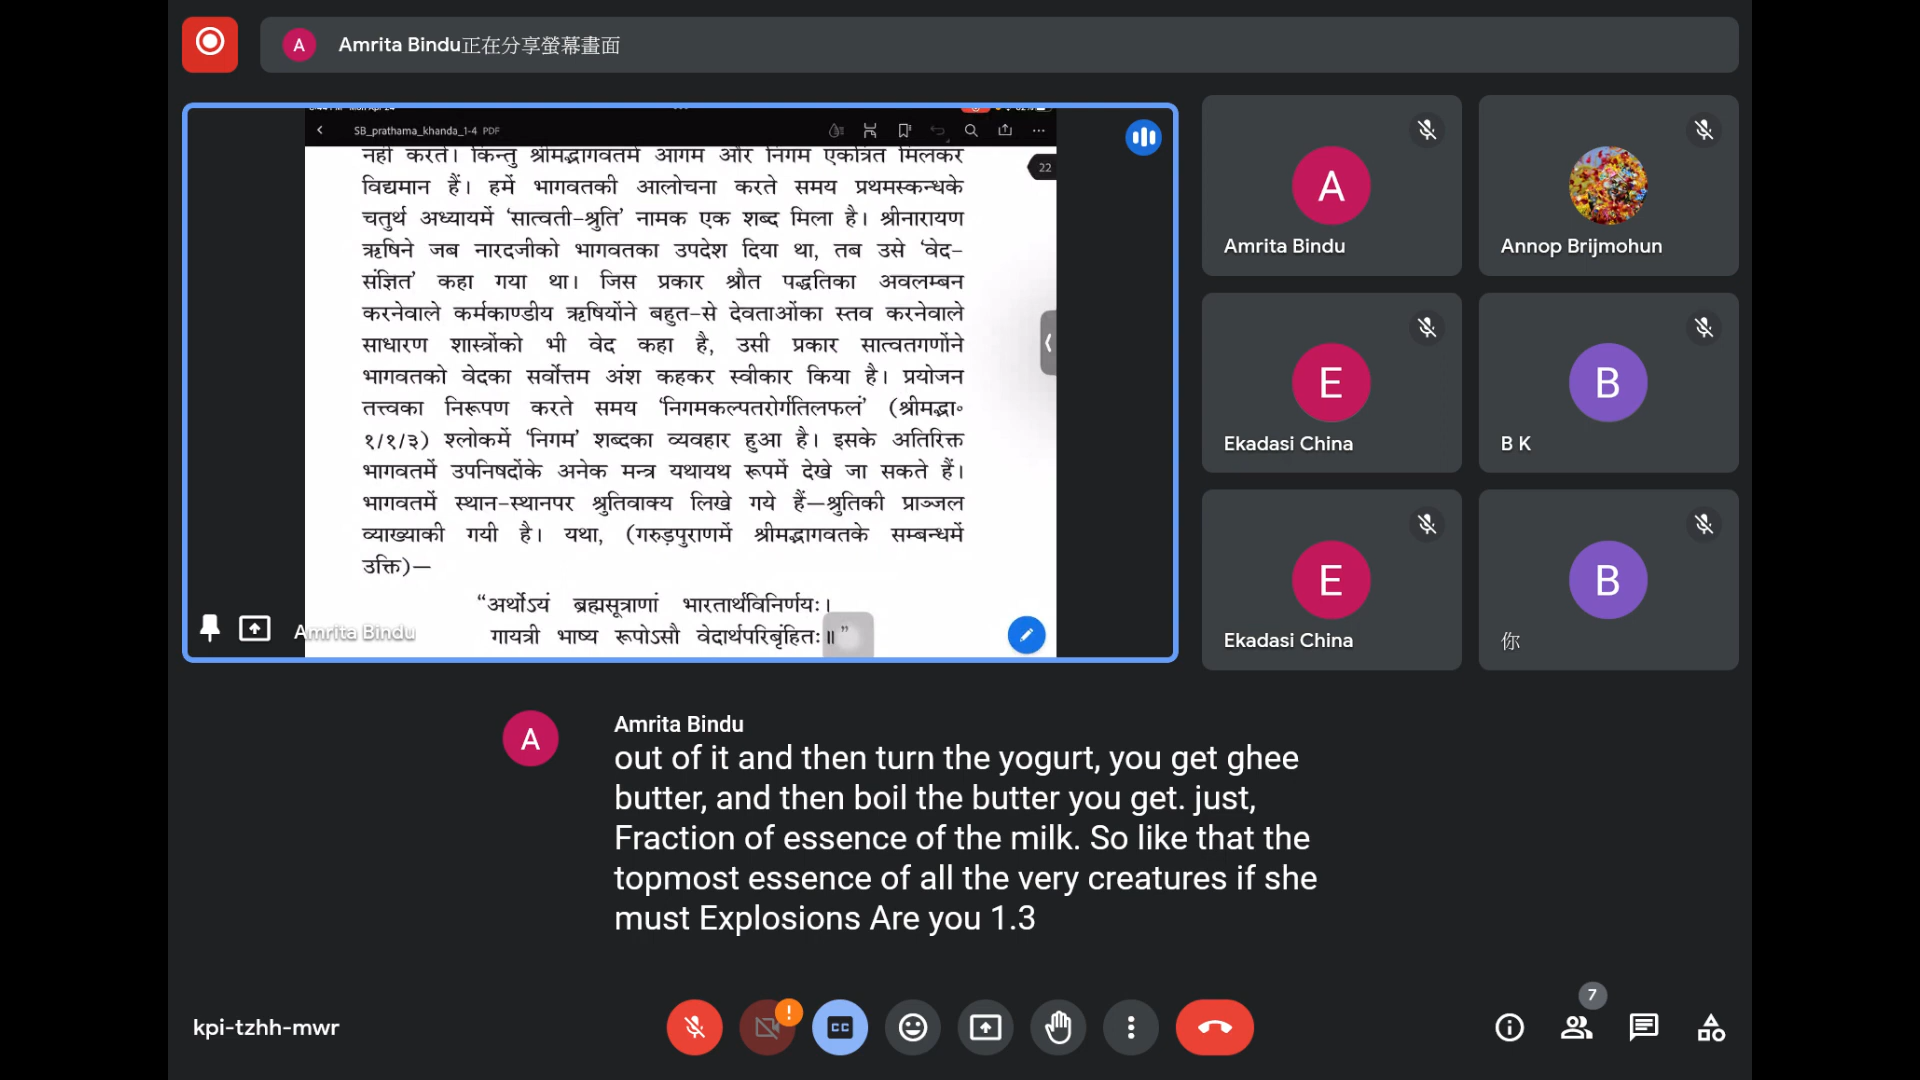 Amrita Bindu正在分享螢幕畫面
A
SB_prathama_khanda_1-4 PDF
22
नहीं करते। किन्तु श्रीमद्भागवतमें आगम और निगम एकत्रित मिलकर
विद्यमान हैं। हमें भागवतकी आलोचना करते समय प्रथमस्कन्धके
चतुर्थ अध्यायमें ‘सात्वती-श्रुति’ नामक एक शब्द मिला है। श्रीनारायण
ऋषिने जब नारदजीको भागवतका उपदेश दिया था, तब उसे ‘वेद-
संज्ञित’ कहा गया था। जिस प्रकार श्रौत पद्धतिका अवलम्बन
करनेवाले कर्मकाण्डीय ऋषियोंने बहुत-से देवताओंका स्तव करनेवाले
साधारण शास्त्रोंको भी वेद कहा है, उसी प्रकार सात्वतगणोंने
भागवतको वेदका सर्वोत्तम अंश कहकर स्वीकार किया है। प्रयोजन
तत्त्वका निरूपण करते समय ‘निगमकल्पतरोर्गतिलफलं’ (श्रीमद्भा॰
१/१/३) श्लोकमें ‘निगम’ शब्दका व्यवहार हुआ है। इसके अतिरिक्त
भागवतमें उपनिषदोंके अनेक मन्त्र यथायथ रूपमें देखे जा सकते हैं।
भागवतमें स्थान-स्थानपर श्रुतिवाक्य लिखे गये हैं—श्रुतिकी प्राञ्जल
व्याख्याकी गयी है। यथा, (गरुड़पुराणमें श्रीमद्भागवतके सम्बन्धमें
उक्ति)—
“अर्थोऽयं ब्रह्मसूत्राणां भारतार्थविनिर्णयः।
गायत्री भाष्य रूपोऽसौ वेदार्थपरिबृंहितः॥”
Amrita Bindu
A
Amrita Bindu
Annop Brijmohun
E
Ekadasi China
B
B K
E
Ekadasi China
B
你
A
Amrita Bindu
out of it and then turn the yogurt, you get ghee
butter, and then boil the butter you get. just,
Fraction of essence of the milk. So like that the
topmost essence of all the very creatures if she
must Explosions Are you 1.3
kpi-tzhh-mwr
!
CC
7